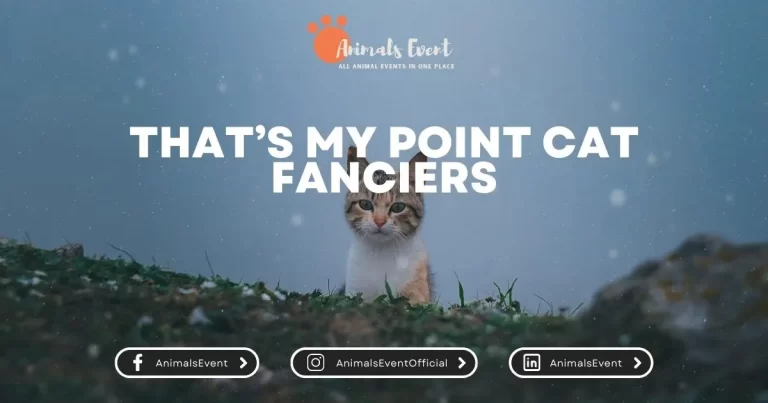 Animals Event
ALL ANIMAL EVENTS IN ONE PLACE
THAT'S MY POINT CAT
FANCIERS
AnimalsEvent
AnimalsEventOfficial
AnimalsEvent